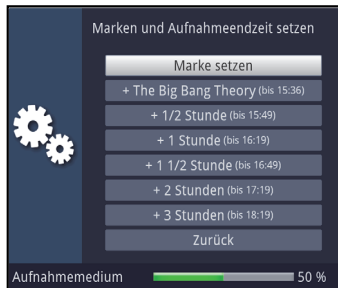 Marken und Aufnahmeendzeit setzen
Marke setzen
+ The Big Bang Theory (bis 15:36)
+ 1/2 Stunde (bis 15:49)
+ 1 Stunde (bis 16:19)
+ 1 1/2 Stunde (bis 16:49)
+ 2 Stunden (bis 17:19)
+ 3 Stunden (bis 18:19)
Zurück
Aufnahmemedium 50 %